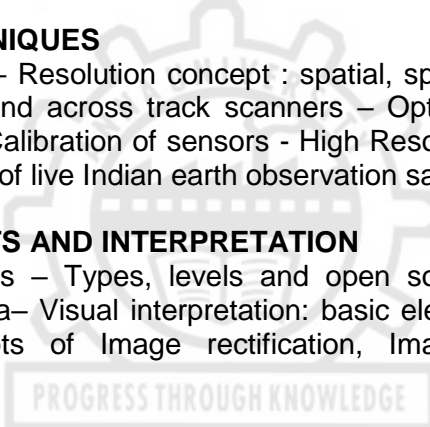 NIQUES
– Resolution concept : spatial, sp
nd across track scanners – Opt
Calibration of sensors - High Reso
of live Indian earth observation sa
TS AND INTERPRETATION
s – Types, levels and open so
a– Visual interpretation: basic ele
ts of Image rectification, Ima
PROGRESS THROUGH KNOWLEDGE